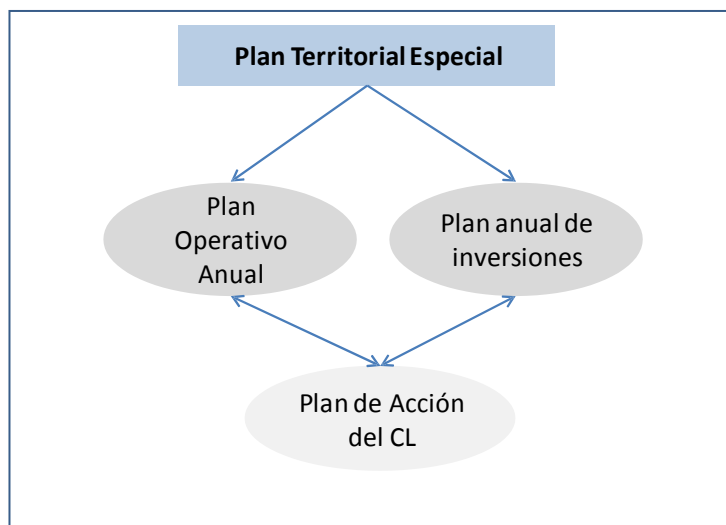 Plan Territorial Especial
Plan
Operativo
Anual
Plan anual de
inversiones
Plan de Acción
del CL